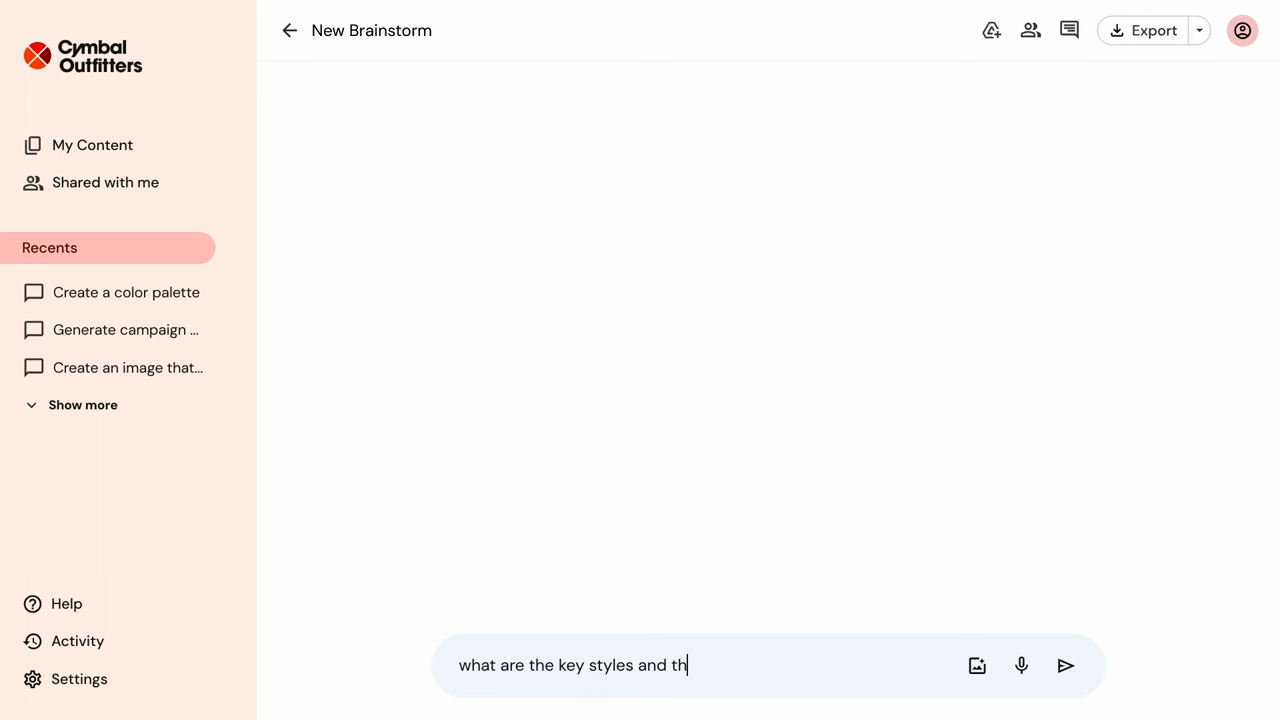 Cymbal
Outfitters
New Brainstorm
Export
My Content
Shared with me
Recents
Create a color palette
Generate campaign ...
Create an image that...
Show more
Help
Activity
Settings
what are the key styles and th